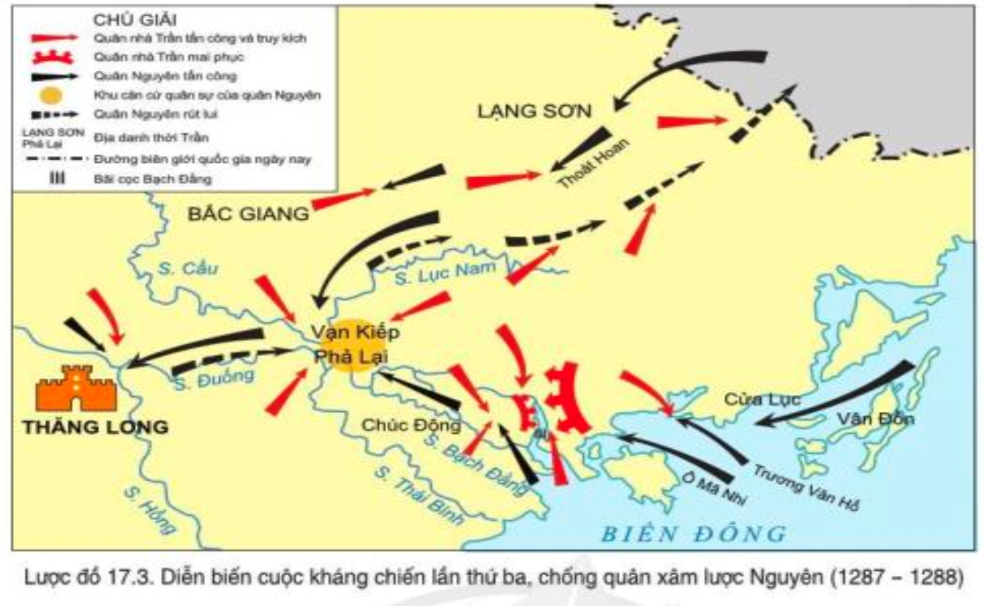 CHÚ GIẢI
Quân nhà Trần tấn công và truy kích
Quân nhà Trần mai phục
Quân Nguyên tấn công
Khu căn cứ quân sự của quân Nguyên
Quân Nguyên rút lui
LẠNG SƠN
Phả Lại
Địa danh thời Trần
Đường biên giới quốc gia ngày nay
Bãi cọc Bạch Đằng
LẠNG SƠN
Thoát Hoan
BẮC GIANG
S. Cầu
S. Lục Nam
Vạn Kiếp
Phả Lại
S. Đuống
THĂNG LONG
Chúc Động
Cửa Lục
Vân Đồn
S. Bạch Đằng
S. Thái Bình
S. Hồng
Ô Mã Nhi
Trương Văn Hổ
BIỂN ĐÔNG
Lược đồ 17.3. Diễn biến cuộc kháng chiến lần thứ ba, chống quân xâm lược Nguyên (1287 – 1288)